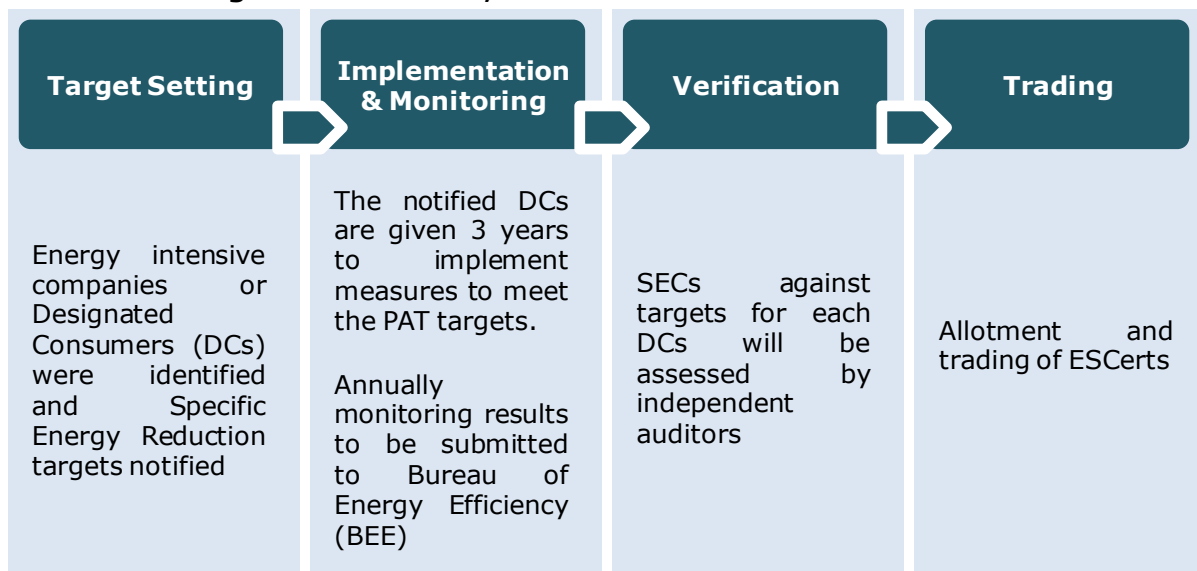 Target Setting
Energy intensive
companies or
Designated
Consumers (DCs)
were identified
and Specific
Energy Reduction
targets notified
Implementation
& Monitoring
The notified DCs
are given 3 years
to implement
measures to meet
the PAT targets.
Annually
monitoring results
to be submitted
to Bureau of
Energy Efficiency
(BEE)
Verification
SECs against
targets for each
DCs will be
assessed by
independent
auditors
Trading
Allotment and
trading of ESCerts